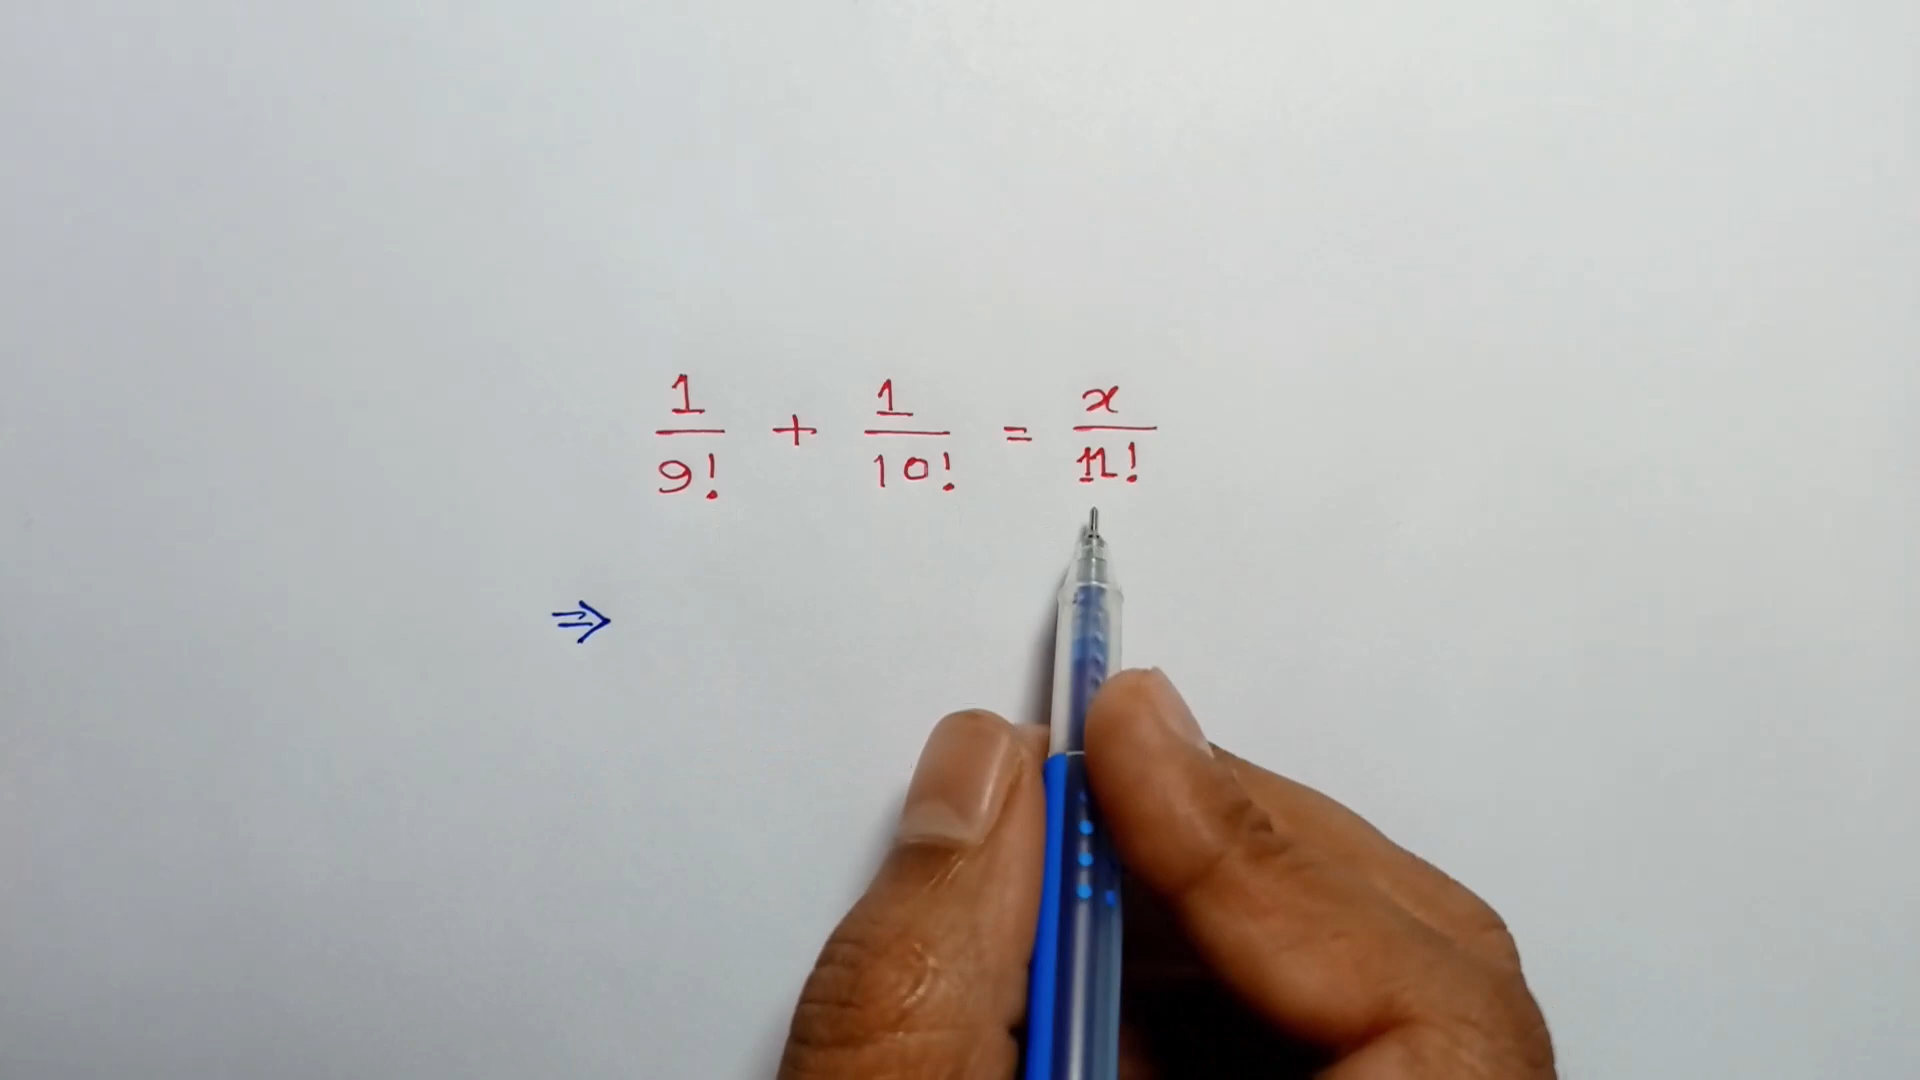 1/9! + 1/10! = x/11!
⇒